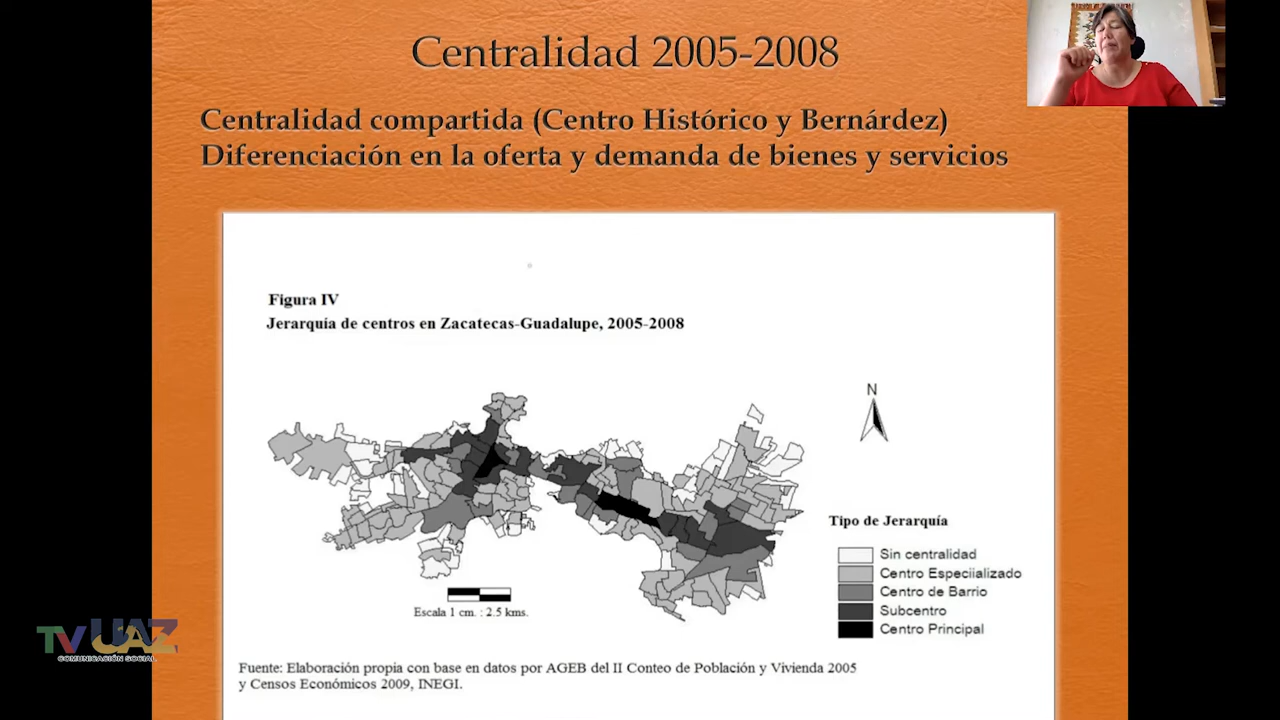 Centralidad 2005-2008
Centralidad compartida (Centro Histórico y Bernárdez)
Diferenciación en la oferta y demanda de bienes y servicios
Figura IV
Jerarquía de centros en Zacatecas-Guadalupe, 2005-2008
N
Tipo de Jerarquía
Sin centralidad
Centro Especiializado
Centro de Barrio
Subcentro
Centro Principal
Escala 1 cm. : 2.5 kms.
TVUAZ
COMUNICACIÓN SOCIAL
Fuente: Elaboración propia con base en datos por AGEB del II Conteo de Población y Vivienda 2005
y Censos Económicos 2009, INEGI.